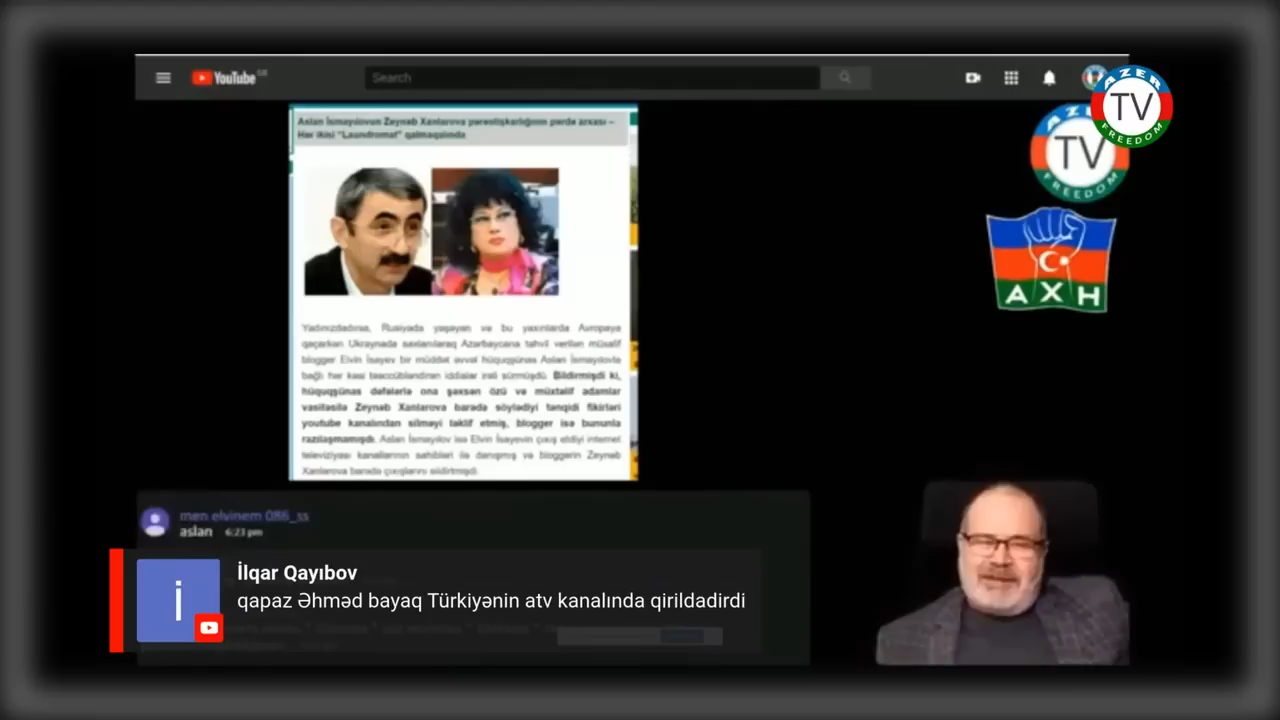 YouTube
Search
AZER
TV
FREEDOM
AZER
TV
FREEDOM
AXH
Aslan İsmayılovun Zeynəb Xanlarova pərəstişkarlığının pərdə arxası –
Hər ikisi "Laundromat" qalmaqalında
Yadınızdadırsa, Rusiyada yaşayan və bu yaxınlarda Avropaya
qaçarkən Ukraynada saxlanılaraq Azərbaycana təhvil verilən müxalif
blogger Elvin İsayev bir müddət əvvəl hüquqşünas Aslan İsmayılovla
bağlı hər kəsi təəccübləndirən iddialar irəli sürmüşdü. Bildirmişdi ki,
hüquqşünas dəfələrlə ona şəxsən özü və müxtəlif adamlar
vasitəsilə Zeynəb Xanlarova barədə söylədiyi tənqidi fikirləri
youtube kanalından silməyi təklif etmiş, blogger isə bununla
razılaşmamışdı. Aslan İsmayılov isə Elvin İsayevin çıxış etdiyi internet
televiziyası kanallarının sahibləri ilə danışmış və bloggerin Zeynəb
Xanlarova barədə çıxışlarını sildirtmişdi.
men elvinem 086_ss
aslan 6:23 pm
İ
İlqar Qayıbov
qapaz Əhməd bayaq Türkiyənin atv kanalında qirildadirdi